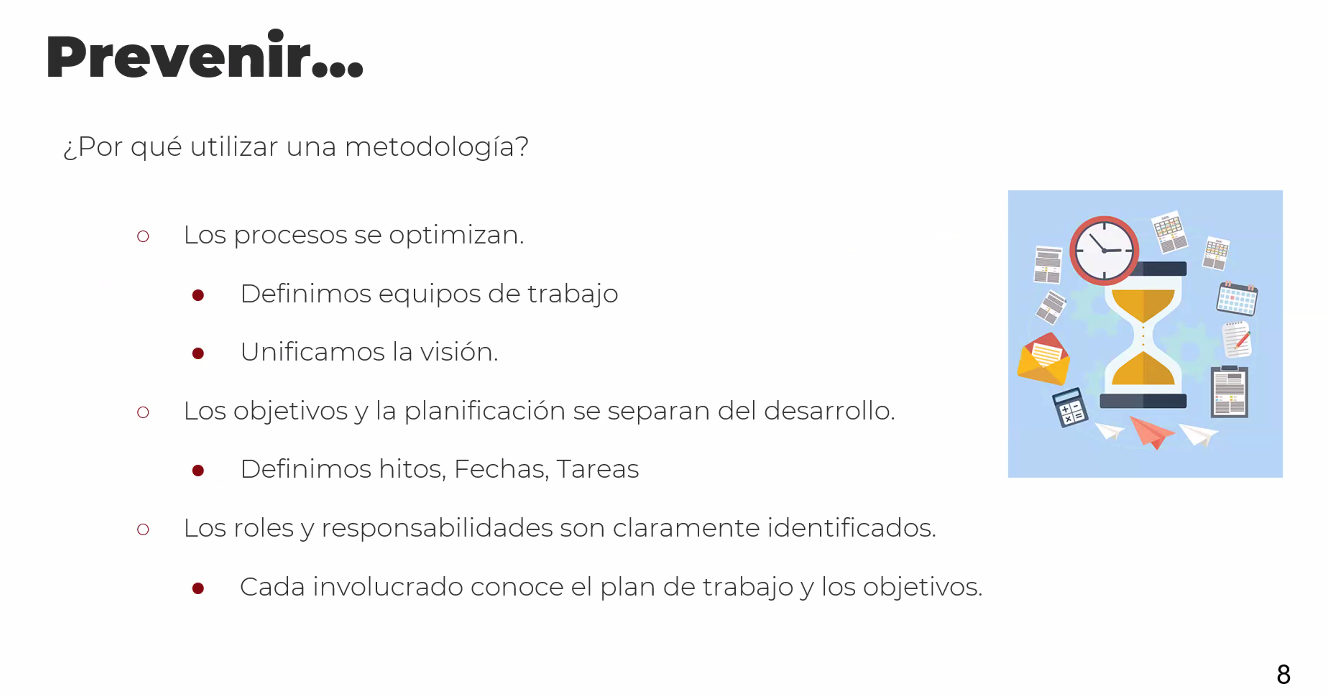 Prevenir...
¿Por qué utilizar una metodología?
○ Los procesos se optimizan.
● Definimos equipos de trabajo
● Unificamos la visión.
○ Los objetivos y la planificación se separan del desarrollo.
● Definimos hitos, Fechas, Tareas
○ Los roles y responsabilidades son claramente identificados.
● Cada involucrado conoce el plan de trabajo y los objetivos.
8